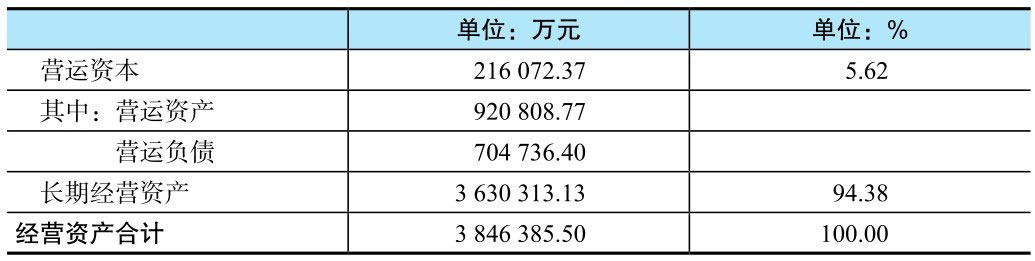 单位：万元 单位：%
营运资本 216 072.37 5.62
其中：营运资产 920 808.77
营运负债 704 736.40
长期经营资产 3 630 313.13 94.38
经营资产合计 3 846 385.50 100.00